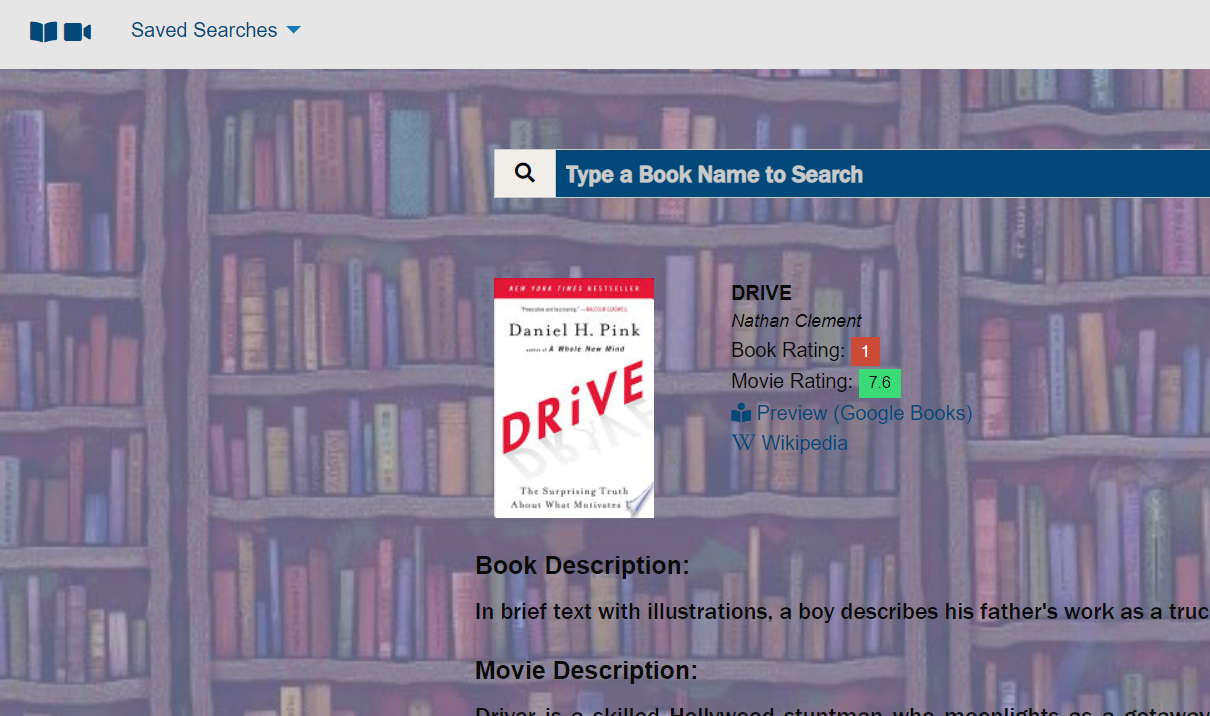 Saved Searches
Type a Book Name to Search
NEW YORK TIMES BESTSELLER
"Provocative and fascinating." —MALCOLM GLADWELL
Daniel H. Pink
author of A Whole New Mind
DRiVE
The Surprising Truth
About What Motivates
DRIVE
Nathan Clement
Book Rating: 1
Movie Rating: 7.6
Preview (Google Books)
W Wikipedia
Book Description:
In brief text with illustrations, a boy describes his father's work as a truc
Movie Description:
Driver is a skilled Hollywood stuntman who moonlights as a getaway